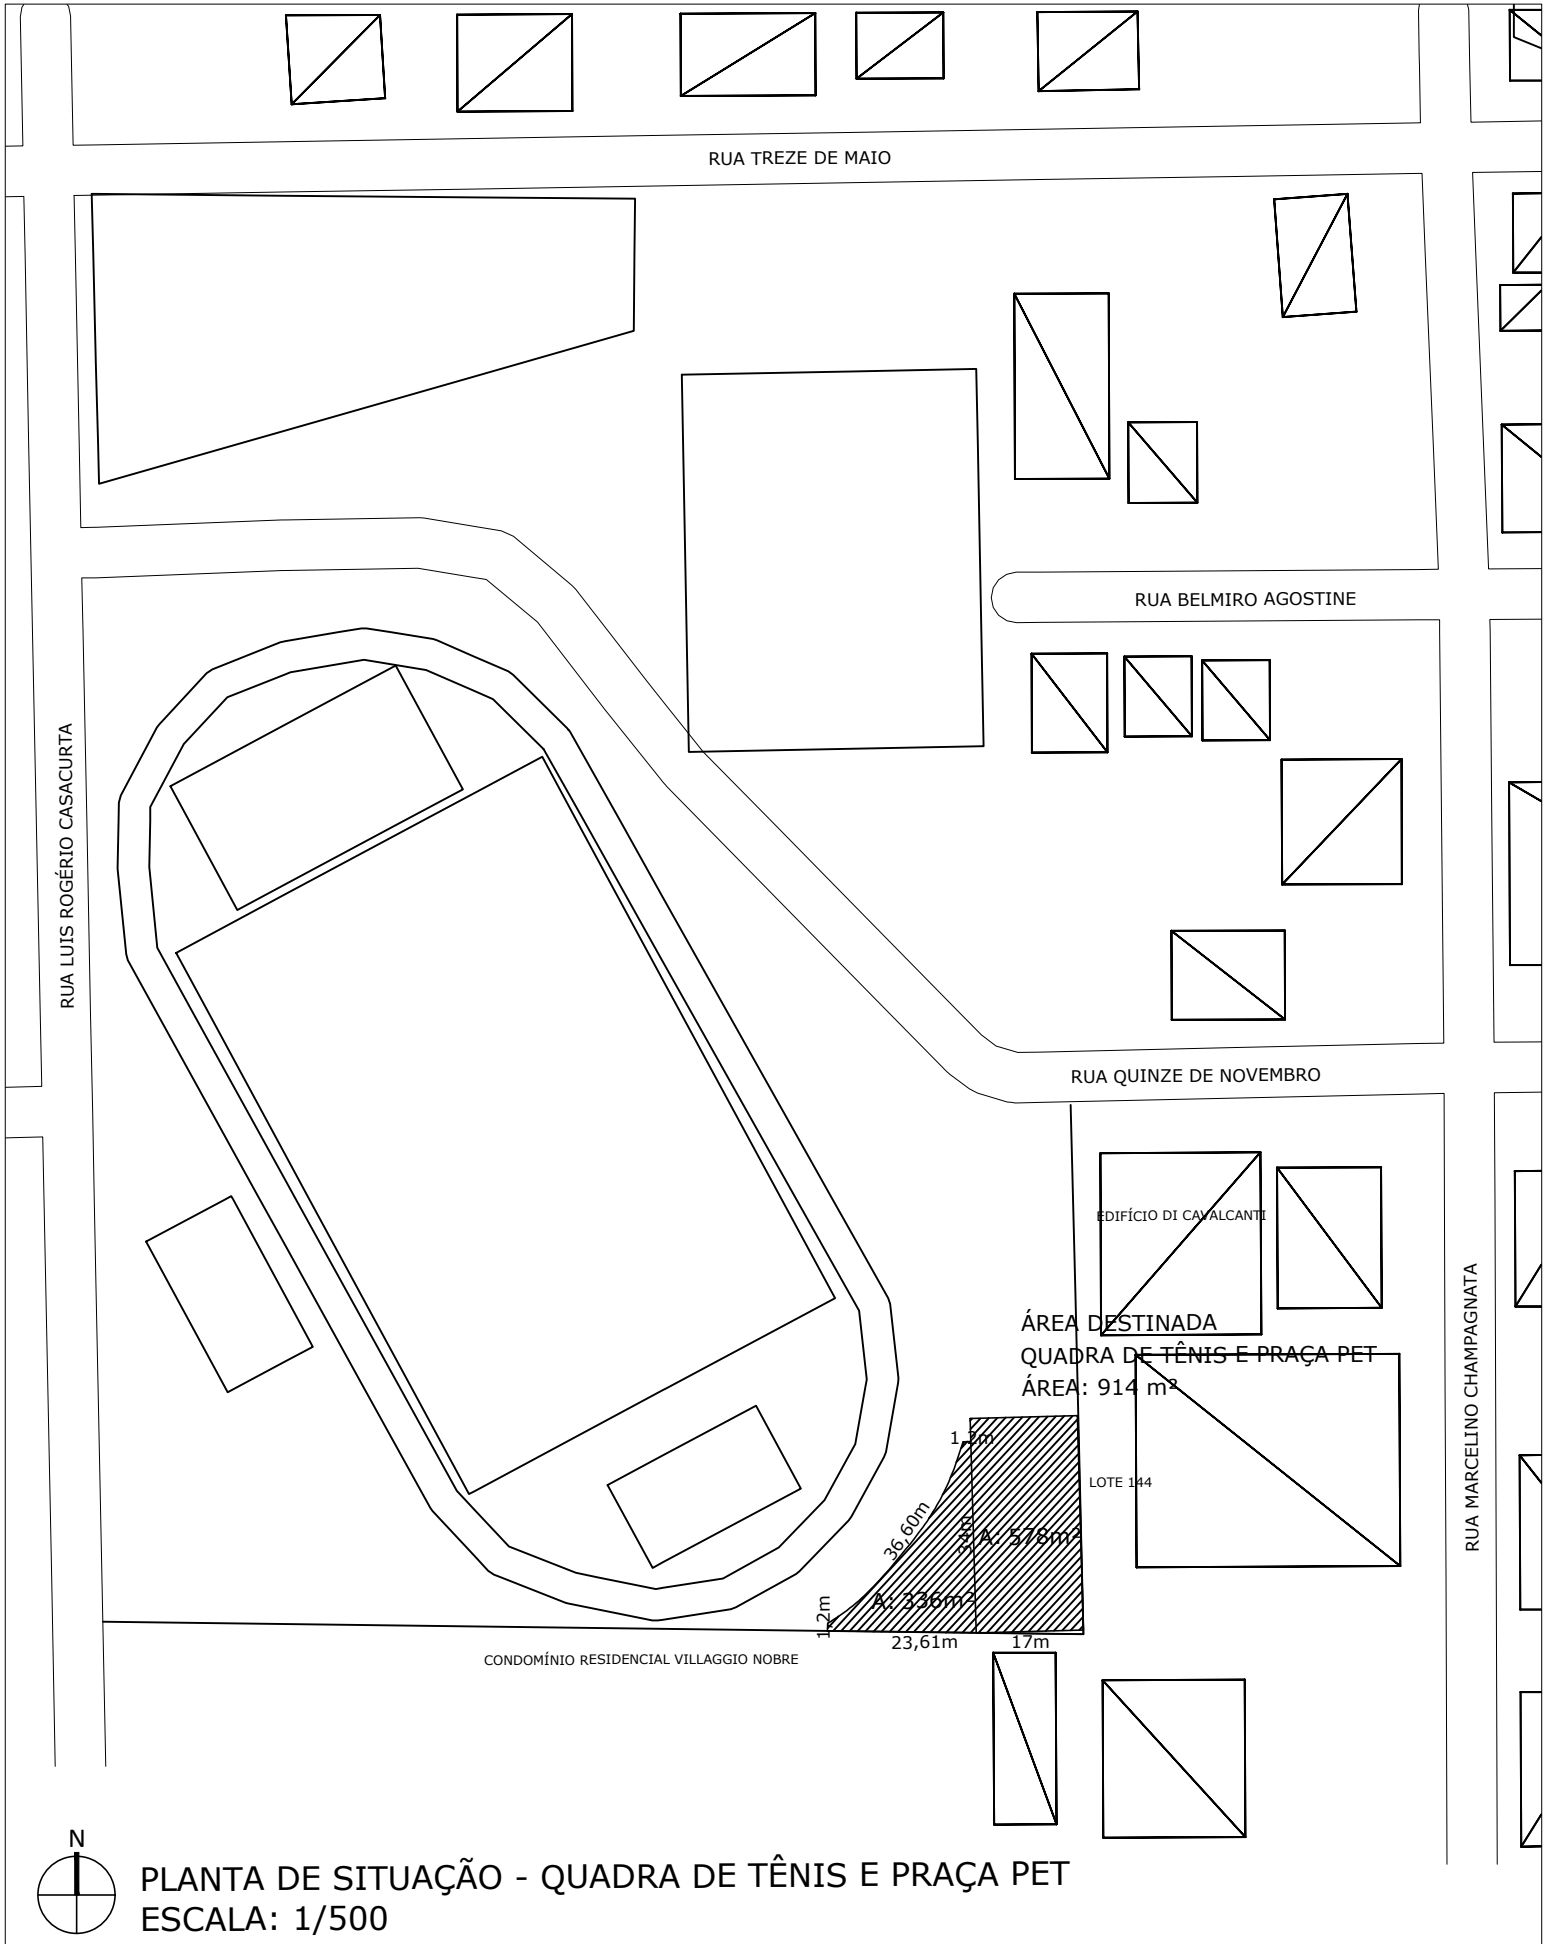 RUA TREZE DE MAIO
RUA BELMIRO AGOSTINE
RUA LUIS ROGÉRIO CASACURTA
RUA QUINZE DE NOVEMBRO
EDIFÍCIO DI CAVALCANTI
RUA MARCELINO CHAMPAGNATA
ÁREA DESTINADA
QUADRA DE TÊNIS E PRAÇA PET
ÁREA: 914 m²
1,2m
LOTE 144
36,60m
34m
A: 578m²
A: 336m²
1,2m
23,61m
17m
CONDOMÍNIO RESIDENCIAL VILLAGGIO NOBRE
N
PLANTA DE SITUAÇÃO - QUADRA DE TÊNIS E PRAÇA PET
ESCALA: 1/500